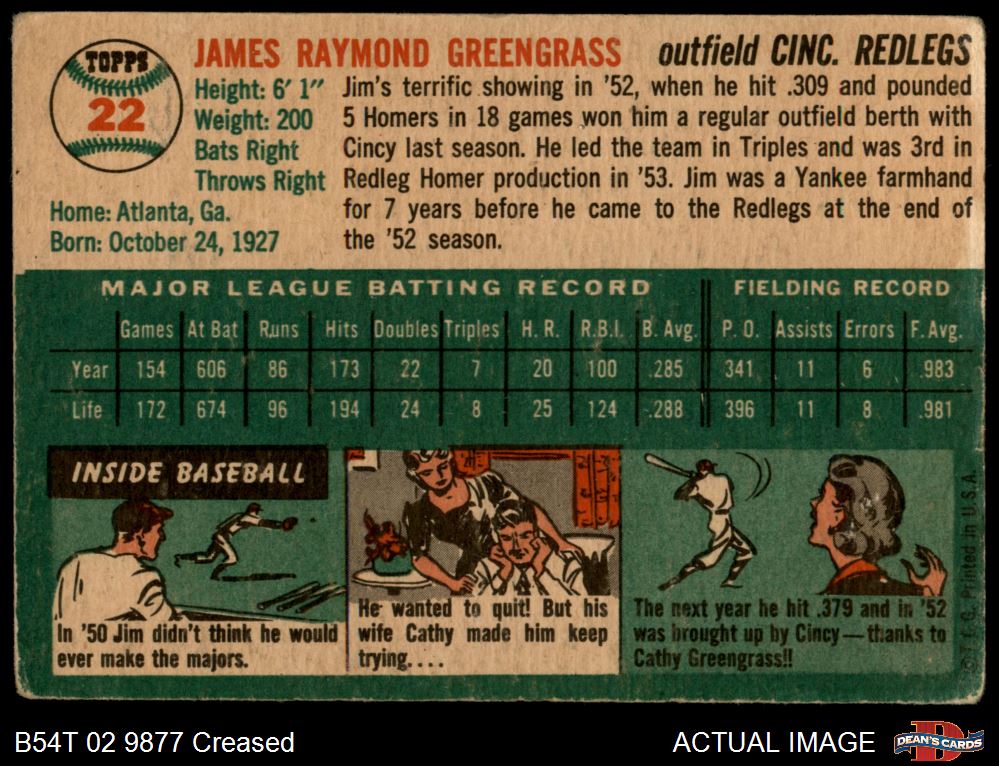 TOPPS
22
JAMES RAYMOND GREENGRASS outfield CINC. REDLEGS
Height: 6' 1"
Weight: 200
Bats Right
Throws Right
Home: Atlanta, Ga.
Born: October 24, 1927
Jim's terrific showing in '52, when he hit .309 and pounded
5 Homers in 18 games won him a regular outfield berth with
Cincy last season. He led the team in Triples and was 3rd in
Redleg Homer production in '53. Jim was a Yankee farmhand
for 7 years before he came to the Redlegs at the end of
the '52 season.
MAJOR LEAGUE BATTING RECORD FIELDING RECORD
Games At Bat Runs Hits Doubles Triples H. R. R.B.I. B. Avg. P. O. Assists Errors F. Avg.
Year 154 606 86 173 22 7 20 100 .285 341 11 6 .983
Life 172 674 96 194 24 8 25 124 .288 396 11 8 .981
INSIDE BASEBALL
In '50 Jim didn't think he would
ever make the majors.
He wanted to quit! But his
wife Cathy made him keep
trying....
The next year he hit .379 and in '52
was brought up by Cincy—thanks to
Cathy Greengrass!!
© T. C. G. Printed in U.S.A.
B54T 02 9877 Creased
ACTUAL IMAGE
D
DEAN'S CARDS